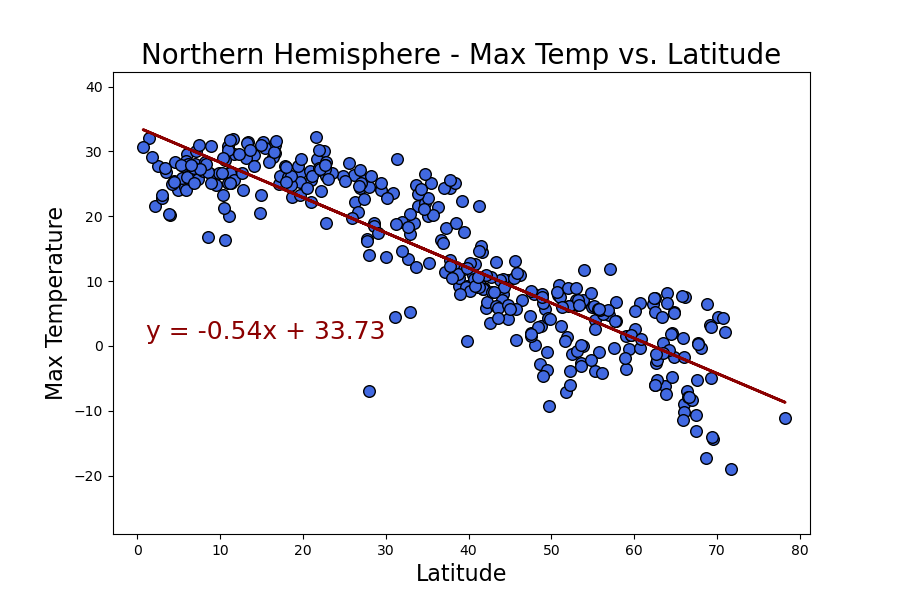 Northern Hemisphere - Max Temp vs. Latitude
40
30
20
10
0
−10
−20
Max Temperature
y = -0.54x + 33.73
0 10 20 30 40 50 60 70 80
Latitude